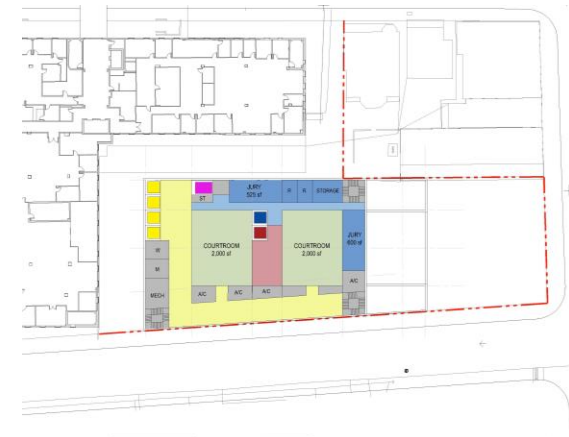 JURY
525 sf
R
R
STORAGE
ST
COURTROOM
2,000 sf
COURTROOM
2,000 sf
JURY
600 sf
W
M
MECH
A/C
A/C
A/C
A/C